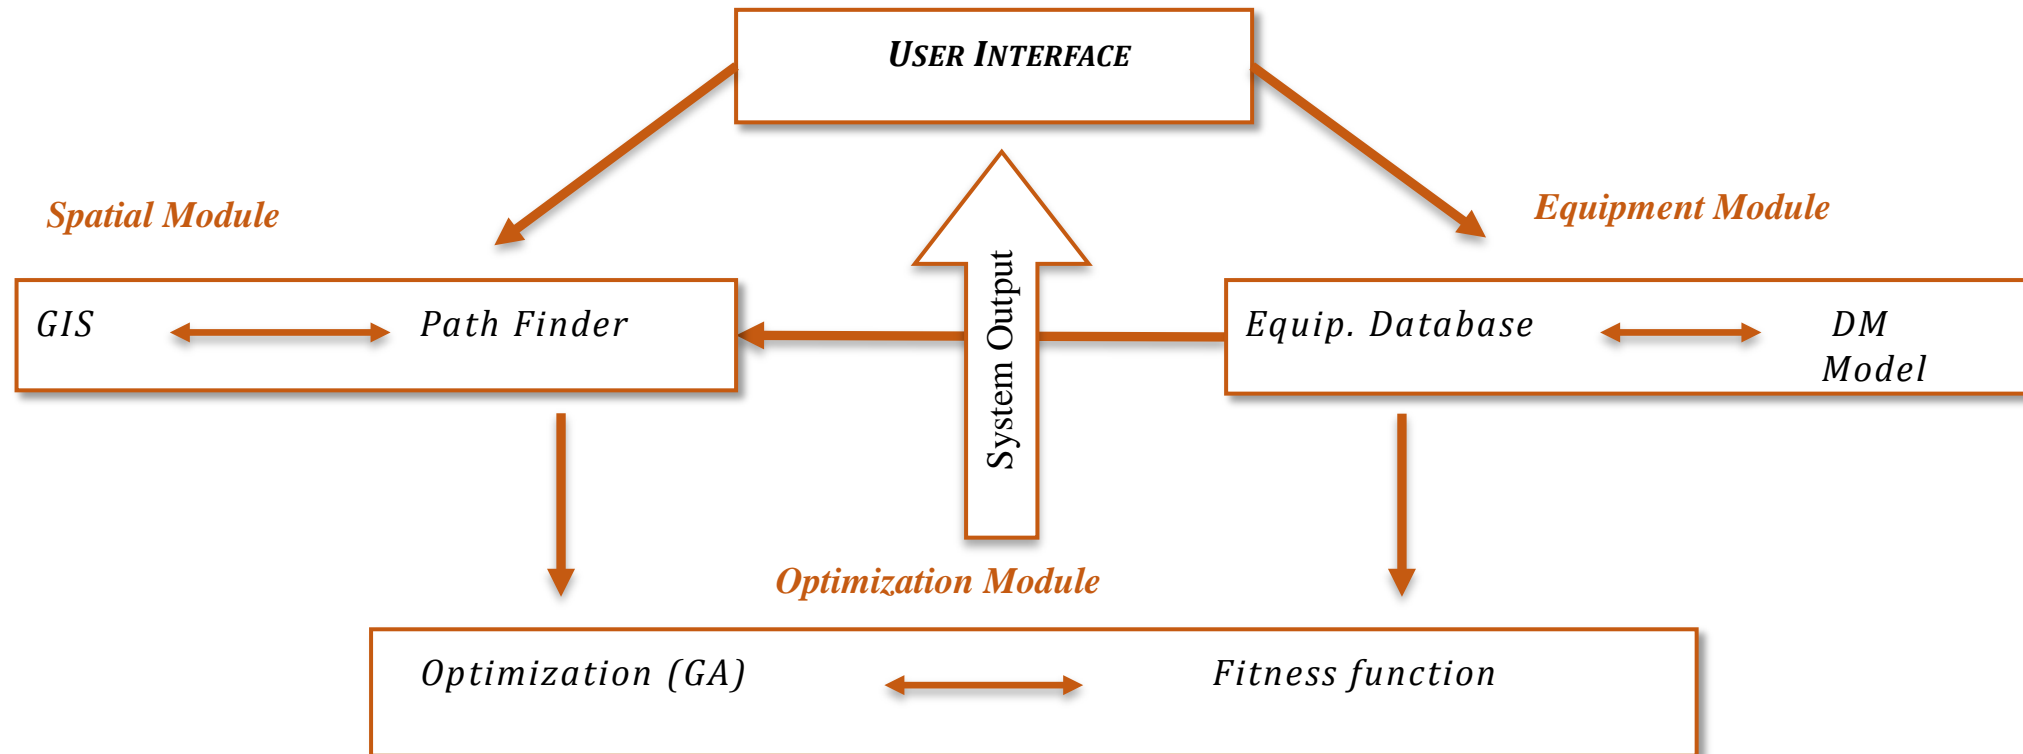 USER INTERFACE
Spatial Module
Equipment Module
System Output
GIS
Path Finder
Equip. Database
DM
Model
Optimization Module
Optimization (GA)
Fitness function